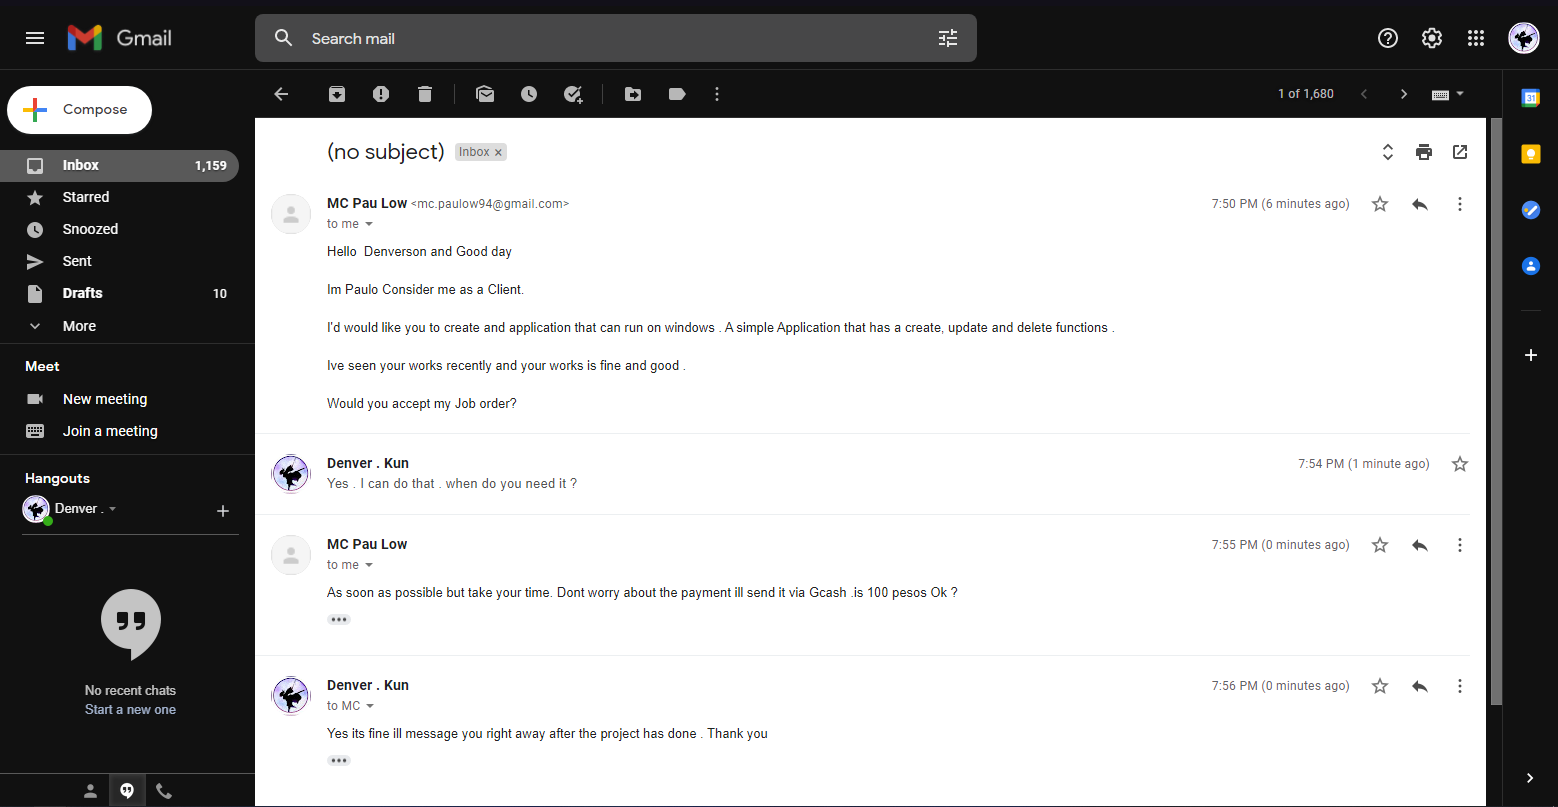 Gmail
Search mail
Compose
1 of 1,680
31
Inbox 1,159
Starred
Snoozed
Sent
Drafts 10
More
Meet
New meeting
Join a meeting
Hangouts
Denver .
No recent chats
Start a new one
(no subject) Inbox x
MC Pau Low <mc.paulow94@gmail.com> 7:50 PM (6 minutes ago)
to me
Hello  Denverson and Good day
Im Paulo Consider me as a Client.
I'd would like you to create and application that can run on windows . A simple Application that has a create, update and delete functions .
Ive seen your works recently and your works is fine and good .
Would you accept my Job order?
Denver . Kun 7:54 PM (1 minute ago)
Yes . I can do that . when do you need it ?
MC Pau Low 7:55 PM (0 minutes ago)
to me
As soon as possible but take your time. Dont worry about the payment ill send it via Gcash .is 100 pesos Ok ?
Denver . Kun 7:56 PM (0 minutes ago)
to MC
Yes its fine ill message you right away after the project has done . Thank you